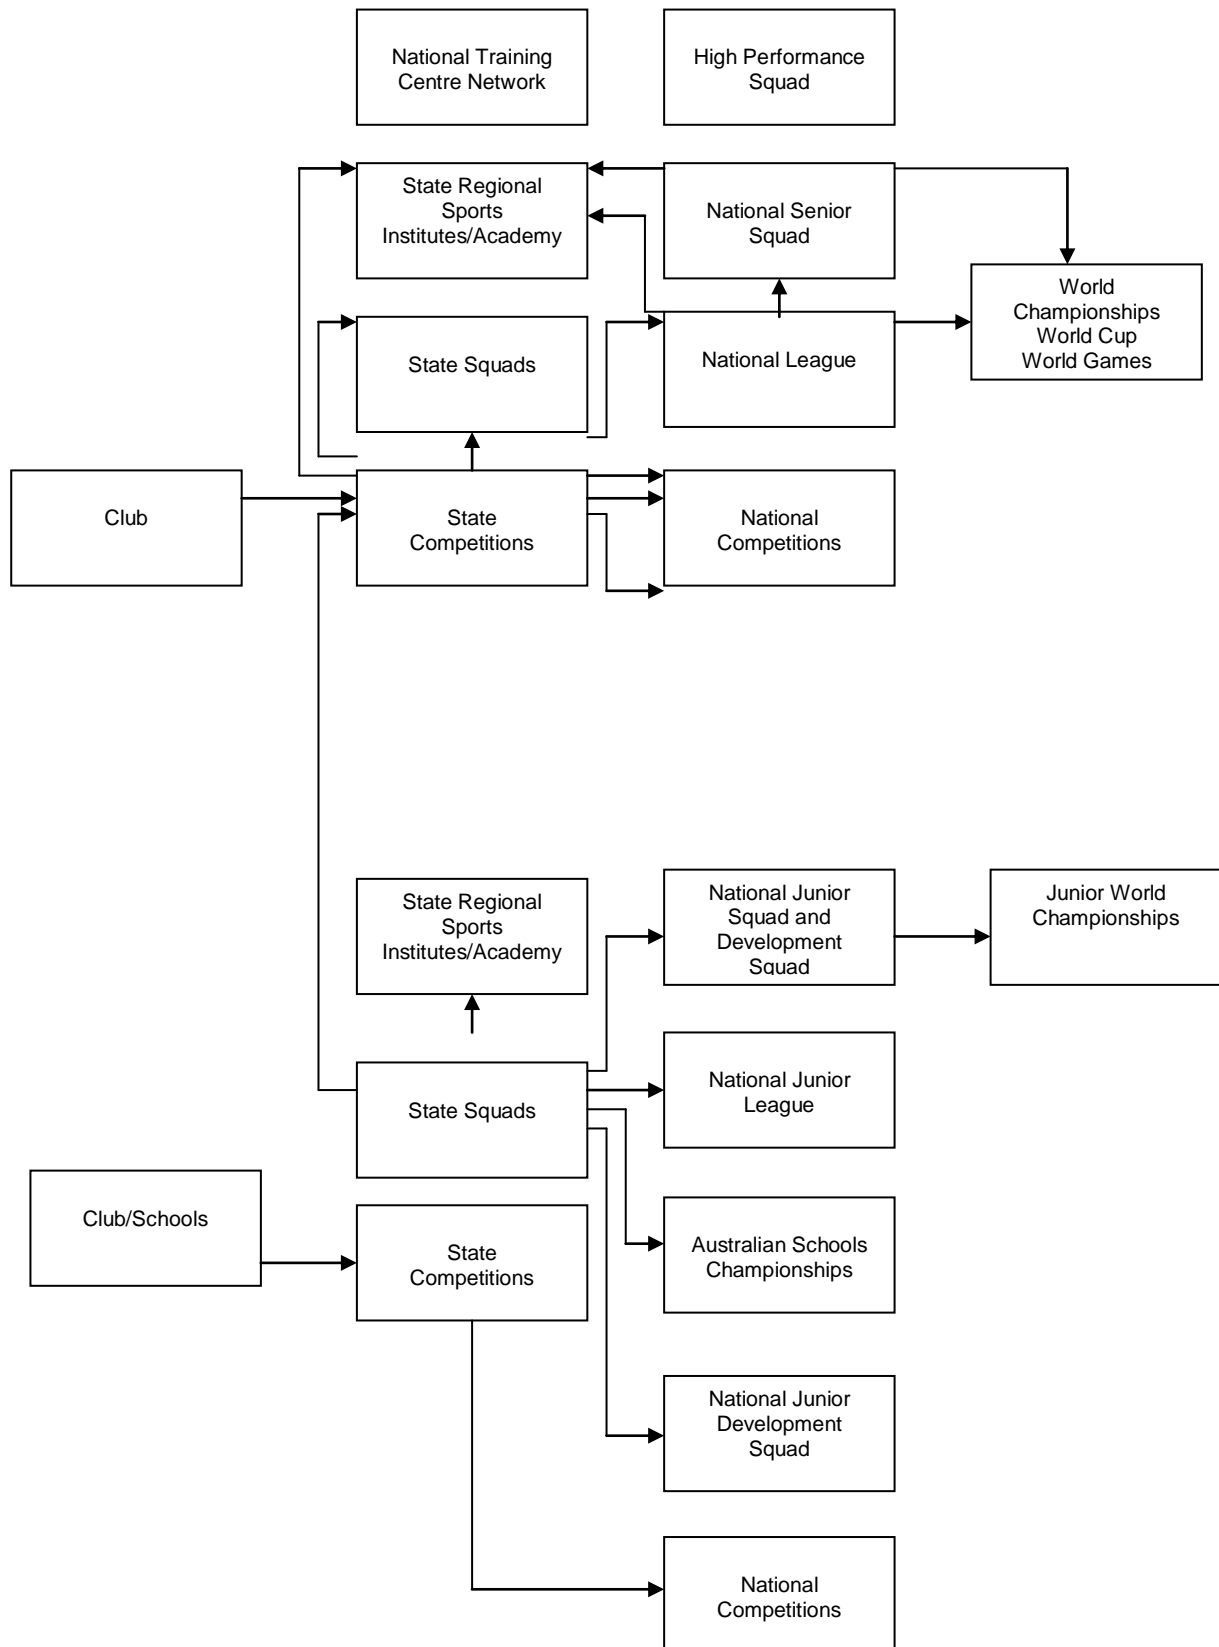 National Training
Centre Network
High Performance
Squad
State Regional
Sports
Institutes/Academy
National Senior
Squad
World
Championships
World Cup
World Games
State Squads
National League
Club
State
Competitions
National
Competitions
State Regional
Sports
Institutes/Academy
National Junior
Squad and
Development
Squad
Junior World
Championships
State Squads
National Junior
League
Club/Schools
State
Competitions
Australian Schools
Championships
National Junior
Development
Squad
National
Competitions